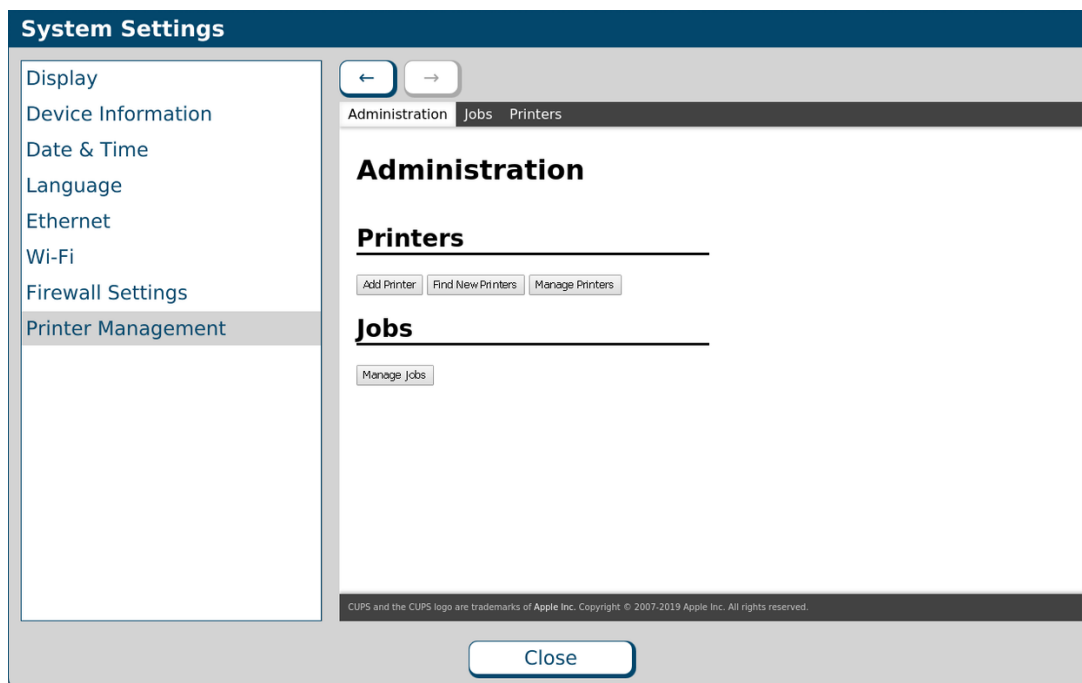 System Settings
Display
Device Information
Date & Time
Language
Ethernet
Wi-Fi
Firewall Settings
Printer Management
← →
Administration Jobs Printers
Administration
Printers
Add Printer Find New Printers Manage Printers
Jobs
Manage Jobs
CUPS and the CUPS logo are trademarks of Apple Inc. Copyright © 2007-2019 Apple Inc. All rights reserved.
Close